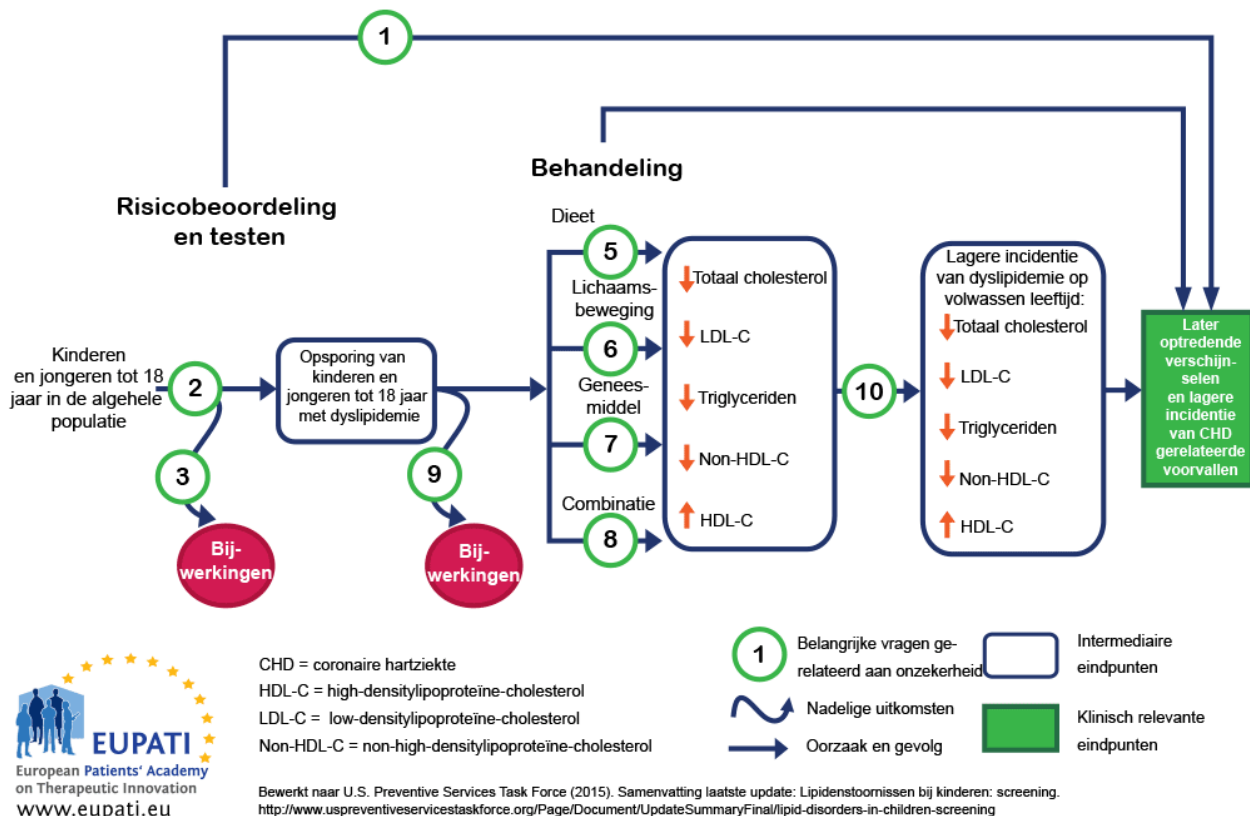 1
Behandeling
Risicobeoordeling
en testen
Dieet
5
Lichaams-
beweging
6
Genees-
middel
7
Combinatie
8
Kinderen
en jongeren tot 18
jaar in de algehele
populatie
2
3
Bij-
werkingen
Opsporing van
kinderen en
jongeren tot 18 jaar
met dyslipidemie
9
Bij-
werkingen
Totaal cholesterol
LDL-C
Triglyceriden
Non-HDL-C
HDL-C
10
Lagere incidentie
van dyslipidemie op
volwassen leeftijd:
Totaal cholesterol
LDL-C
Triglyceriden
Non-HDL-C
HDL-C
Later
optredende
verschijn-
selen
en lagere
incidentie
van CHD
gerelateerde
voorvallen
EUPATI
European Patients' Academy
on Therapeutic Innovation
www.eupati.eu
CHD = coronaire hartziekte
HDL-C = high-densitylipoproteïne-cholesterol
LDL-C = low-densitylipoproteïne-cholesterol
Non-HDL-C = non-high-densitylipoproteïne-cholesterol
1
Belangrijke vragen ge-
relateerd aan onzekerheid
Nadelige uitkomsten
Oorzaak en gevolg
Intermediaire
eindpunten
Klinisch relevante
eindpunten
Bewerkt naar U.S. Preventive Services Task Force (2015). Samenvatting laatste update: Lipidenstoornissen bij kinderen: screening.
http://www.uspreventiveservicestaskforce.org/Page/Document/UpdateSummaryFinal/lipid-disorders-in-children-screening